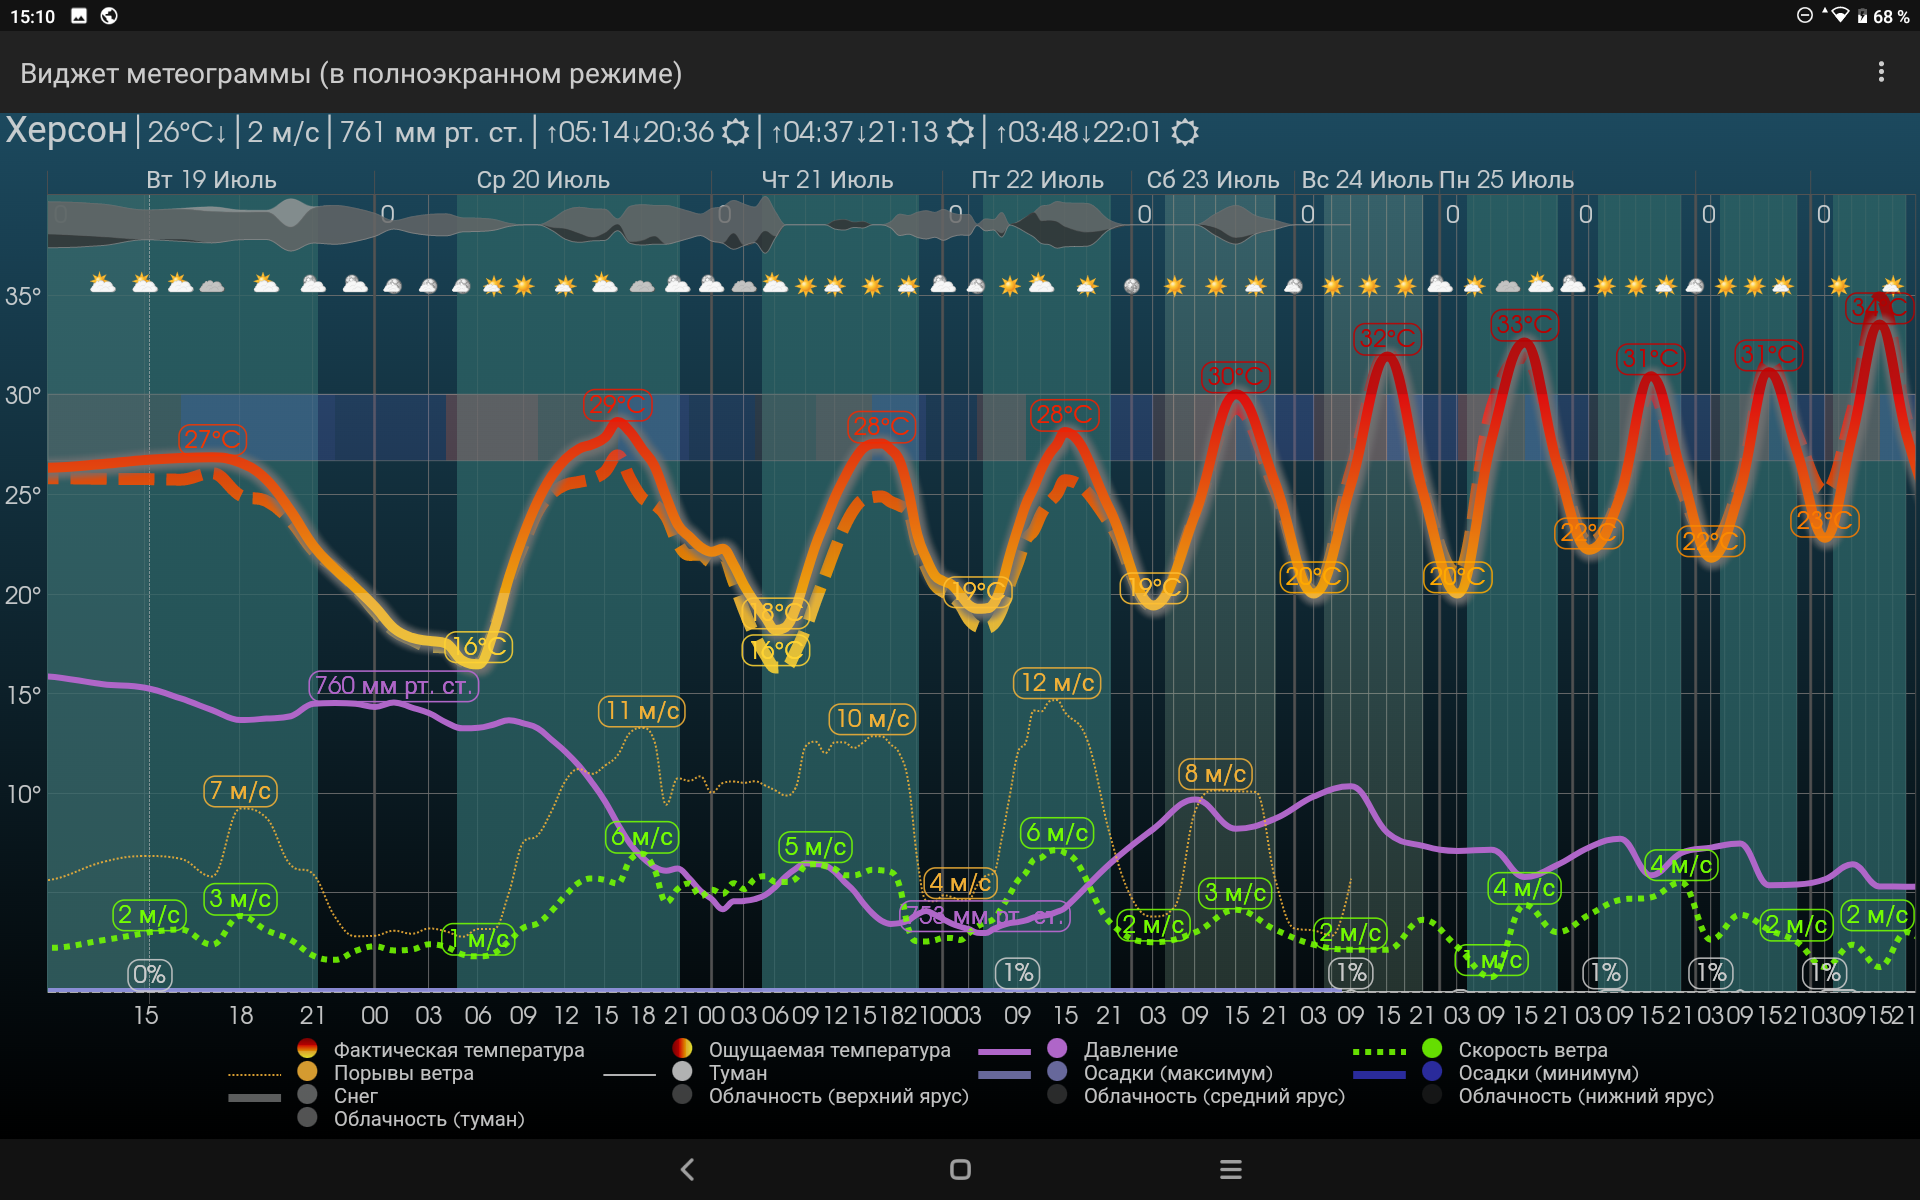 15:10 68 %
Виджет метеограммы (в полноэкранном режиме)
Херсон 26°C↓ 2 м/с 761 мм рт. ст. ↑05:14↓20:36 ↑04:37↓21:13 ↑03:48↓22:01
Вт 19 Июль Ср 20 Июль Чт 21 Июль Пт 22 Июль Сб 23 Июль Вс 24 Июль Пн 25 Июль
0 0 0 0 0 0 0 0 0 0
35°
34°C
33°C
32°C
31°C 31°C
30°C
30°
29°C 28°C 28°C
27°C
25°
23°C
22°C 22°C
20°C 20°C
20° 19°C 19°C
18°C
16°C 16°C
15° 760 мм рт. ст. 12 м/с
11 м/с 10 м/с
10° 7 м/с 8 м/с
6 м/с 5 м/с 6 м/с
4 м/с 4 м/с 4 м/с
3 м/с 3 м/с
2 м/с 753 мм рт. ст. 2 м/с 2 м/с 2 м/с 2 м/с
1 м/с 1 м/с
0% 1% 1% 1% 1% 1%
15 18 21 00 03 06 09 12 15 18 21 00 03 06 09 12 15 18 21 00 03 09 15 21 03 09 15 21 03 09 15 21 03 09 15 21 03 09 15 21 03 09 15 21 03 09 15 21
Фактическая температура Ощущаемая температура Давление Скорость ветра
Порывы ветра Туман Осадки (максимум) Осадки (минимум)
Снег Облачность (верхний ярус) Облачность (средний ярус) Облачность (нижний ярус)
Облачность (туман)